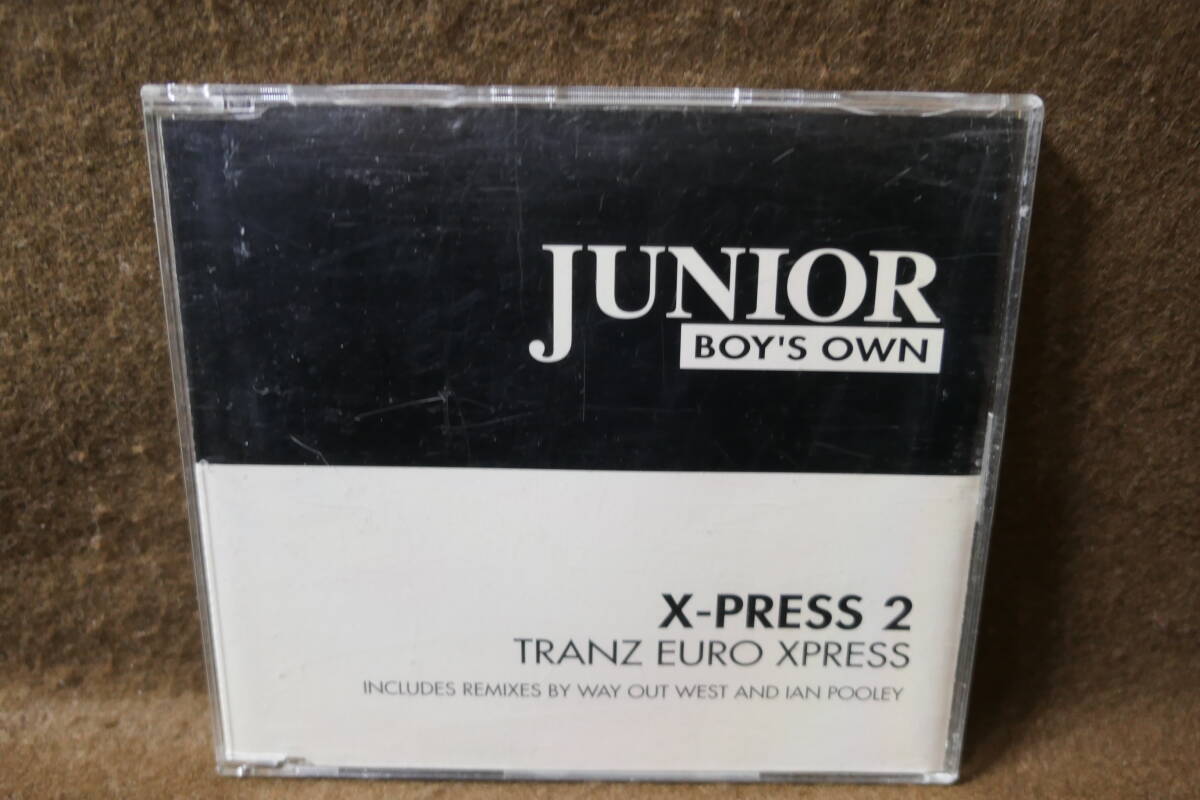 JUNIOR
BOY'S OWN
X-PRESS 2
TRANZ EURO XPRESS
INCLUDES REMIXES BY WAY OUT WEST AND IAN POOLEY